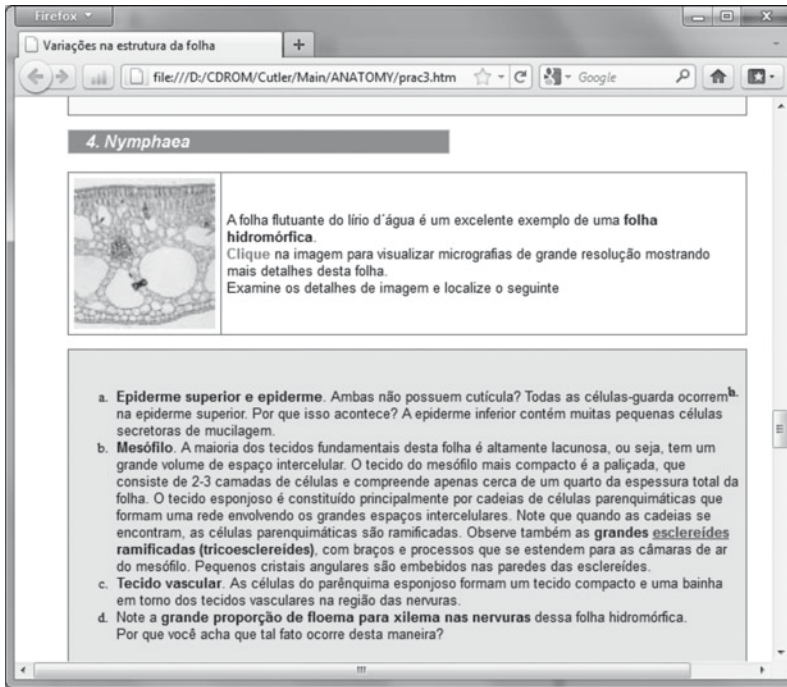 Firefox
Variações na estrutura da folha
file:///D:/CDROM/Cutler/Main/ANATOMY/prac3.htm
Google
4. Nymphaea
A folha flutuante do lírio d´água é um excelente exemplo de uma folha
hidromórfica.
Clique na imagem para visualizar micrografias de grande resolução mostrando
mais detalhes desta folha.
Examine os detalhes de imagem e localize o seguinte
a. Epiderme superior e epiderme. Ambas não possuem cutícula? Todas as células-guarda ocorrem h.
na epiderme superior. Por que isso acontece? A epiderme inferior contém muitas pequenas células
secretoras de mucilagem.
b. Mesófilo. A maioria dos tecidos fundamentais desta folha é altamente lacunosa, ou seja, tem um
grande volume de espaço intercelular. O tecido do mesófilo mais compacto é a paliçada, que
consiste de 2-3 camadas de células e compreende apenas cerca de um quarto da espessura total da
folha. O tecido esponjoso é constituído principalmente por cadeias de células parenquimáticas que
formam uma rede envolvendo os grandes espaços intercelulares. Note que quando as cadeias se
encontram, as células parenquimáticas são ramificadas. Observe também as grandes esclereídes
ramificadas (tricoesclereídes), com braços e processos que se estendem para as câmaras de ar
do mesófilo. Pequenos cristais angulares são embebidos nas paredes das esclereídes.
c. Tecido vascular. As células do parênquima esponjoso formam um tecido compacto e uma bainha
em torno dos tecidos vasculares na região das nervuras.
d. Note a grande proporção de floema para xilema nas nervuras dessa folha hidromórfica.
Por que você acha que tal fato ocorre desta maneira?